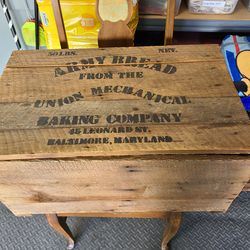 50 LBS. NET.
ARMY BREAD
FROM THE
UNION MECHANICAL
BAKING COMPANY
45 LEONARD ST.
BALTIMORE, MARYLAND